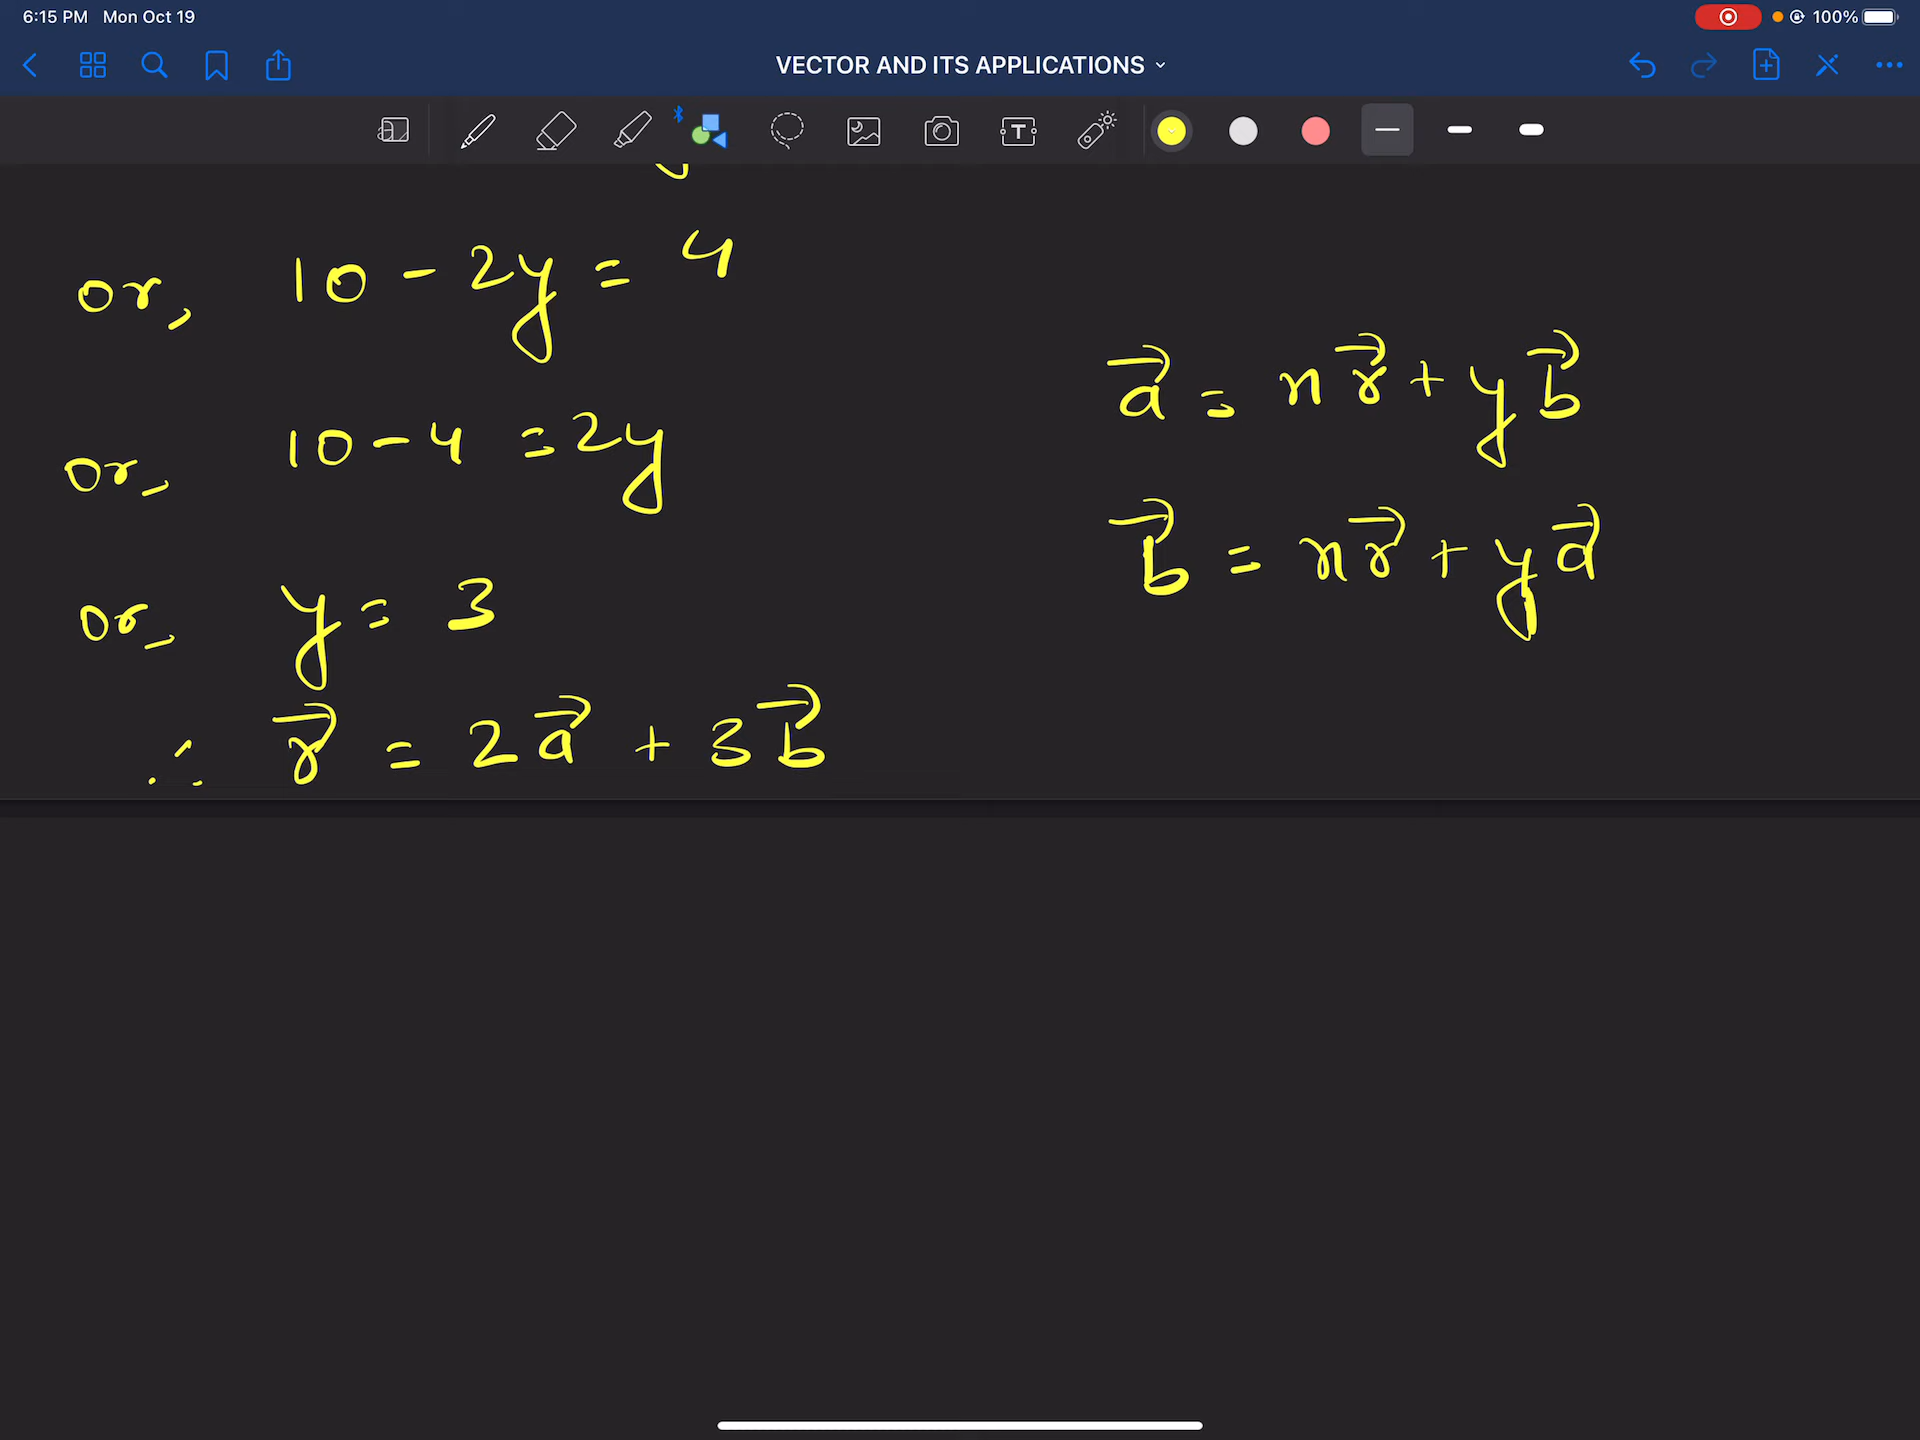 6:15 PM Mon Oct 19
100%
VECTOR AND ITS APPLICATIONS
T
or, 10 - 2y = 4
or, 10 - 4 = 2y
or, y = 3
∴ r⃗ = 2a⃗ + 3b⃗
a⃗ = xr⃗ + yb⃗
b⃗ = xr⃗ + ya⃗